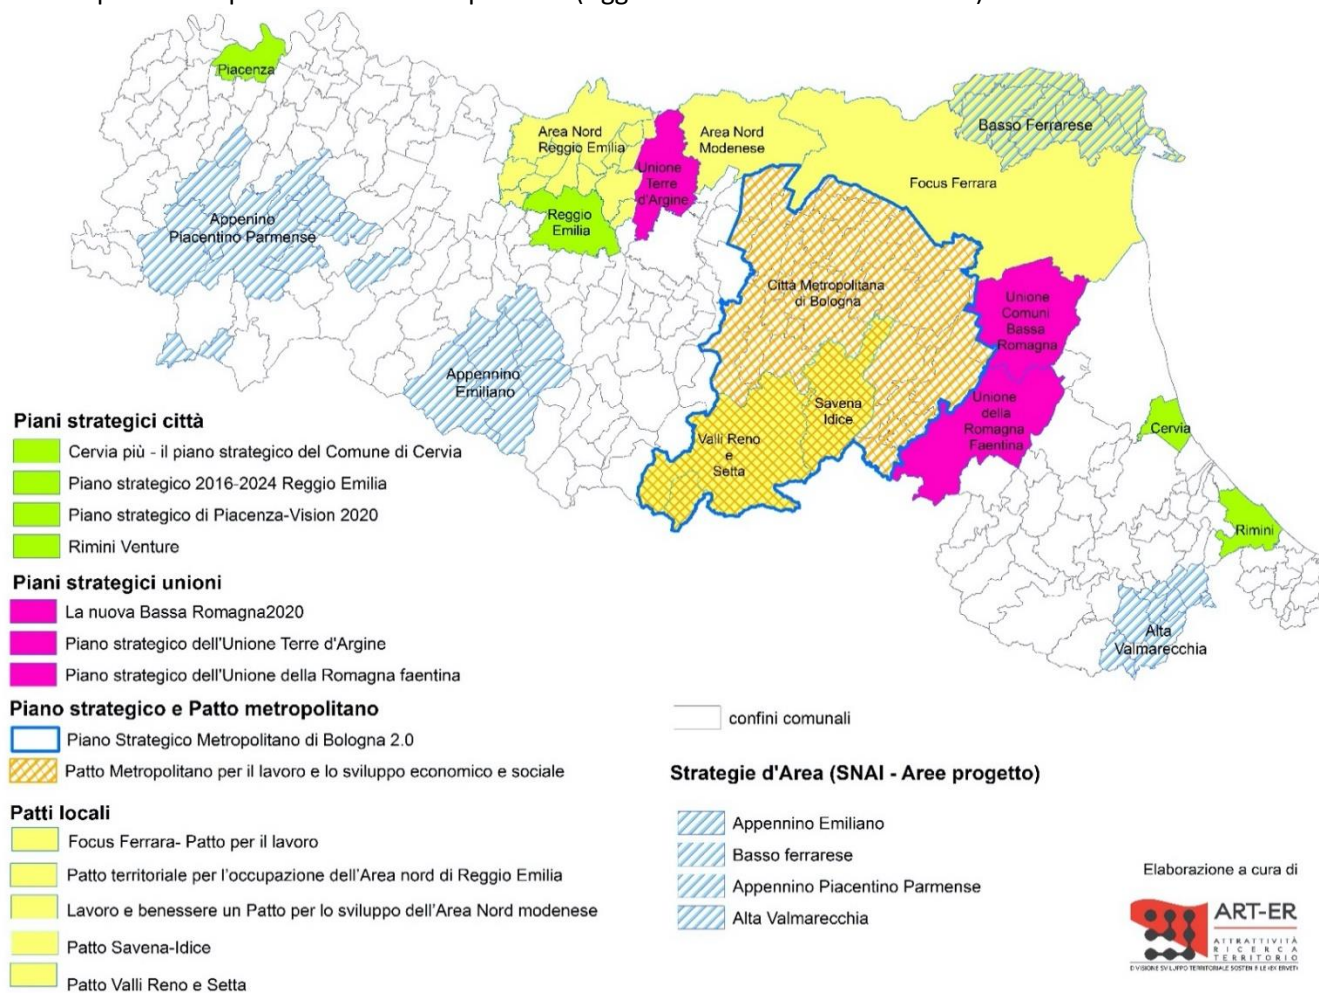 Piacenza
Area Nord
Reggio Emilia
Area Nord
Modenese
Basso Ferrarese
Unione
Terre
d'Argine
Focus Ferrara
Appenino
Piacentino Parmense
Reggio
Emilia
Città Metropolitana
di Bologna
Unione
Comuni
Bassa
Romagna
Appennino
Emiliano
Savena
Idice
Unione
della
Romagna
Faentina
Valli Reno
e
Setta
Cervia
Rimini
Alta
Valmarecchia
Piani strategici città
Cervia più - il piano strategico del Comune di Cervia
Piano strategico 2016-2024 Reggio Emilia
Piano strategico di Piacenza-Vision 2020
Rimini Venture
Piani strategici unioni
La nuova Bassa Romagna2020
Piano strategico dell'Unione Terre d'Argine
Piano strategico dell'Unione della Romagna faentina
Piano strategico e Patto metropolitano
Piano Strategico Metropolitano di Bologna 2.0
Patto Metropolitano per il lavoro e lo sviluppo economico e sociale
Patti locali
Focus Ferrara- Patto per il lavoro
Patto territoriale per l'occupazione dell'Area nord di Reggio Emilia
Lavoro e benessere un Patto per lo sviluppo dell'Area Nord modenese
Patto Savena-Idice
Patto Valli Reno e Setta
confini comunali
Strategie d'Area (SNAI - Aree progetto)
Appennino Emiliano
Basso ferrarese
Appennino Piacentino Parmense
Alta Valmarecchia
Elaborazione a cura di
ART-ER
ATTRATTIVITÀ
RICERCA
TERRITORIO